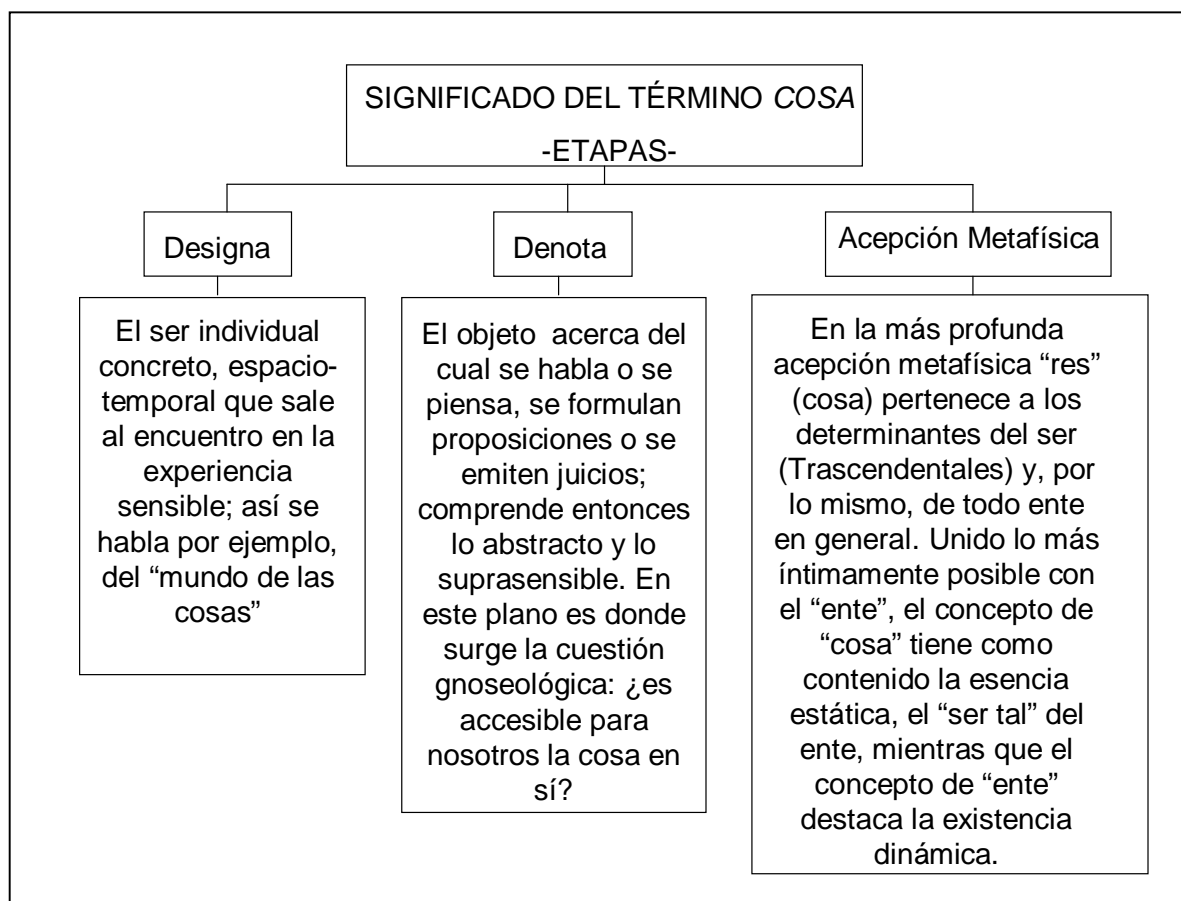 SIGNIFICADO DEL TÉRMINO COSA
-ETAPAS-
Designa
El ser individual
concreto, espacio-
temporal que sale
al encuentro en la
experiencia
sensible; así se
habla por ejemplo,
del “mundo de las
cosas”
Denota
El objeto acerca del
cual se habla o se
piensa, se formulan
proposiciones o se
emiten juicios;
comprende entonces
lo abstracto y lo
suprasensible. En
este plano es donde
surge la cuestión
gnoseológica: ¿es
accesible para
nosotros la cosa en
sí?
Acepción Metafísica
En la más profunda
acepción metafísica “res”
(cosa) pertenece a los
determinantes del ser
(Trascendentales) y, por
lo mismo, de todo ente
en general. Unido lo más
íntimamente posible con
el “ente”, el concepto de
“cosa” tiene como
contenido la esencia
estática, el “ser tal” del
ente, mientras que el
concepto de “ente”
destaca la existencia
dinámica.